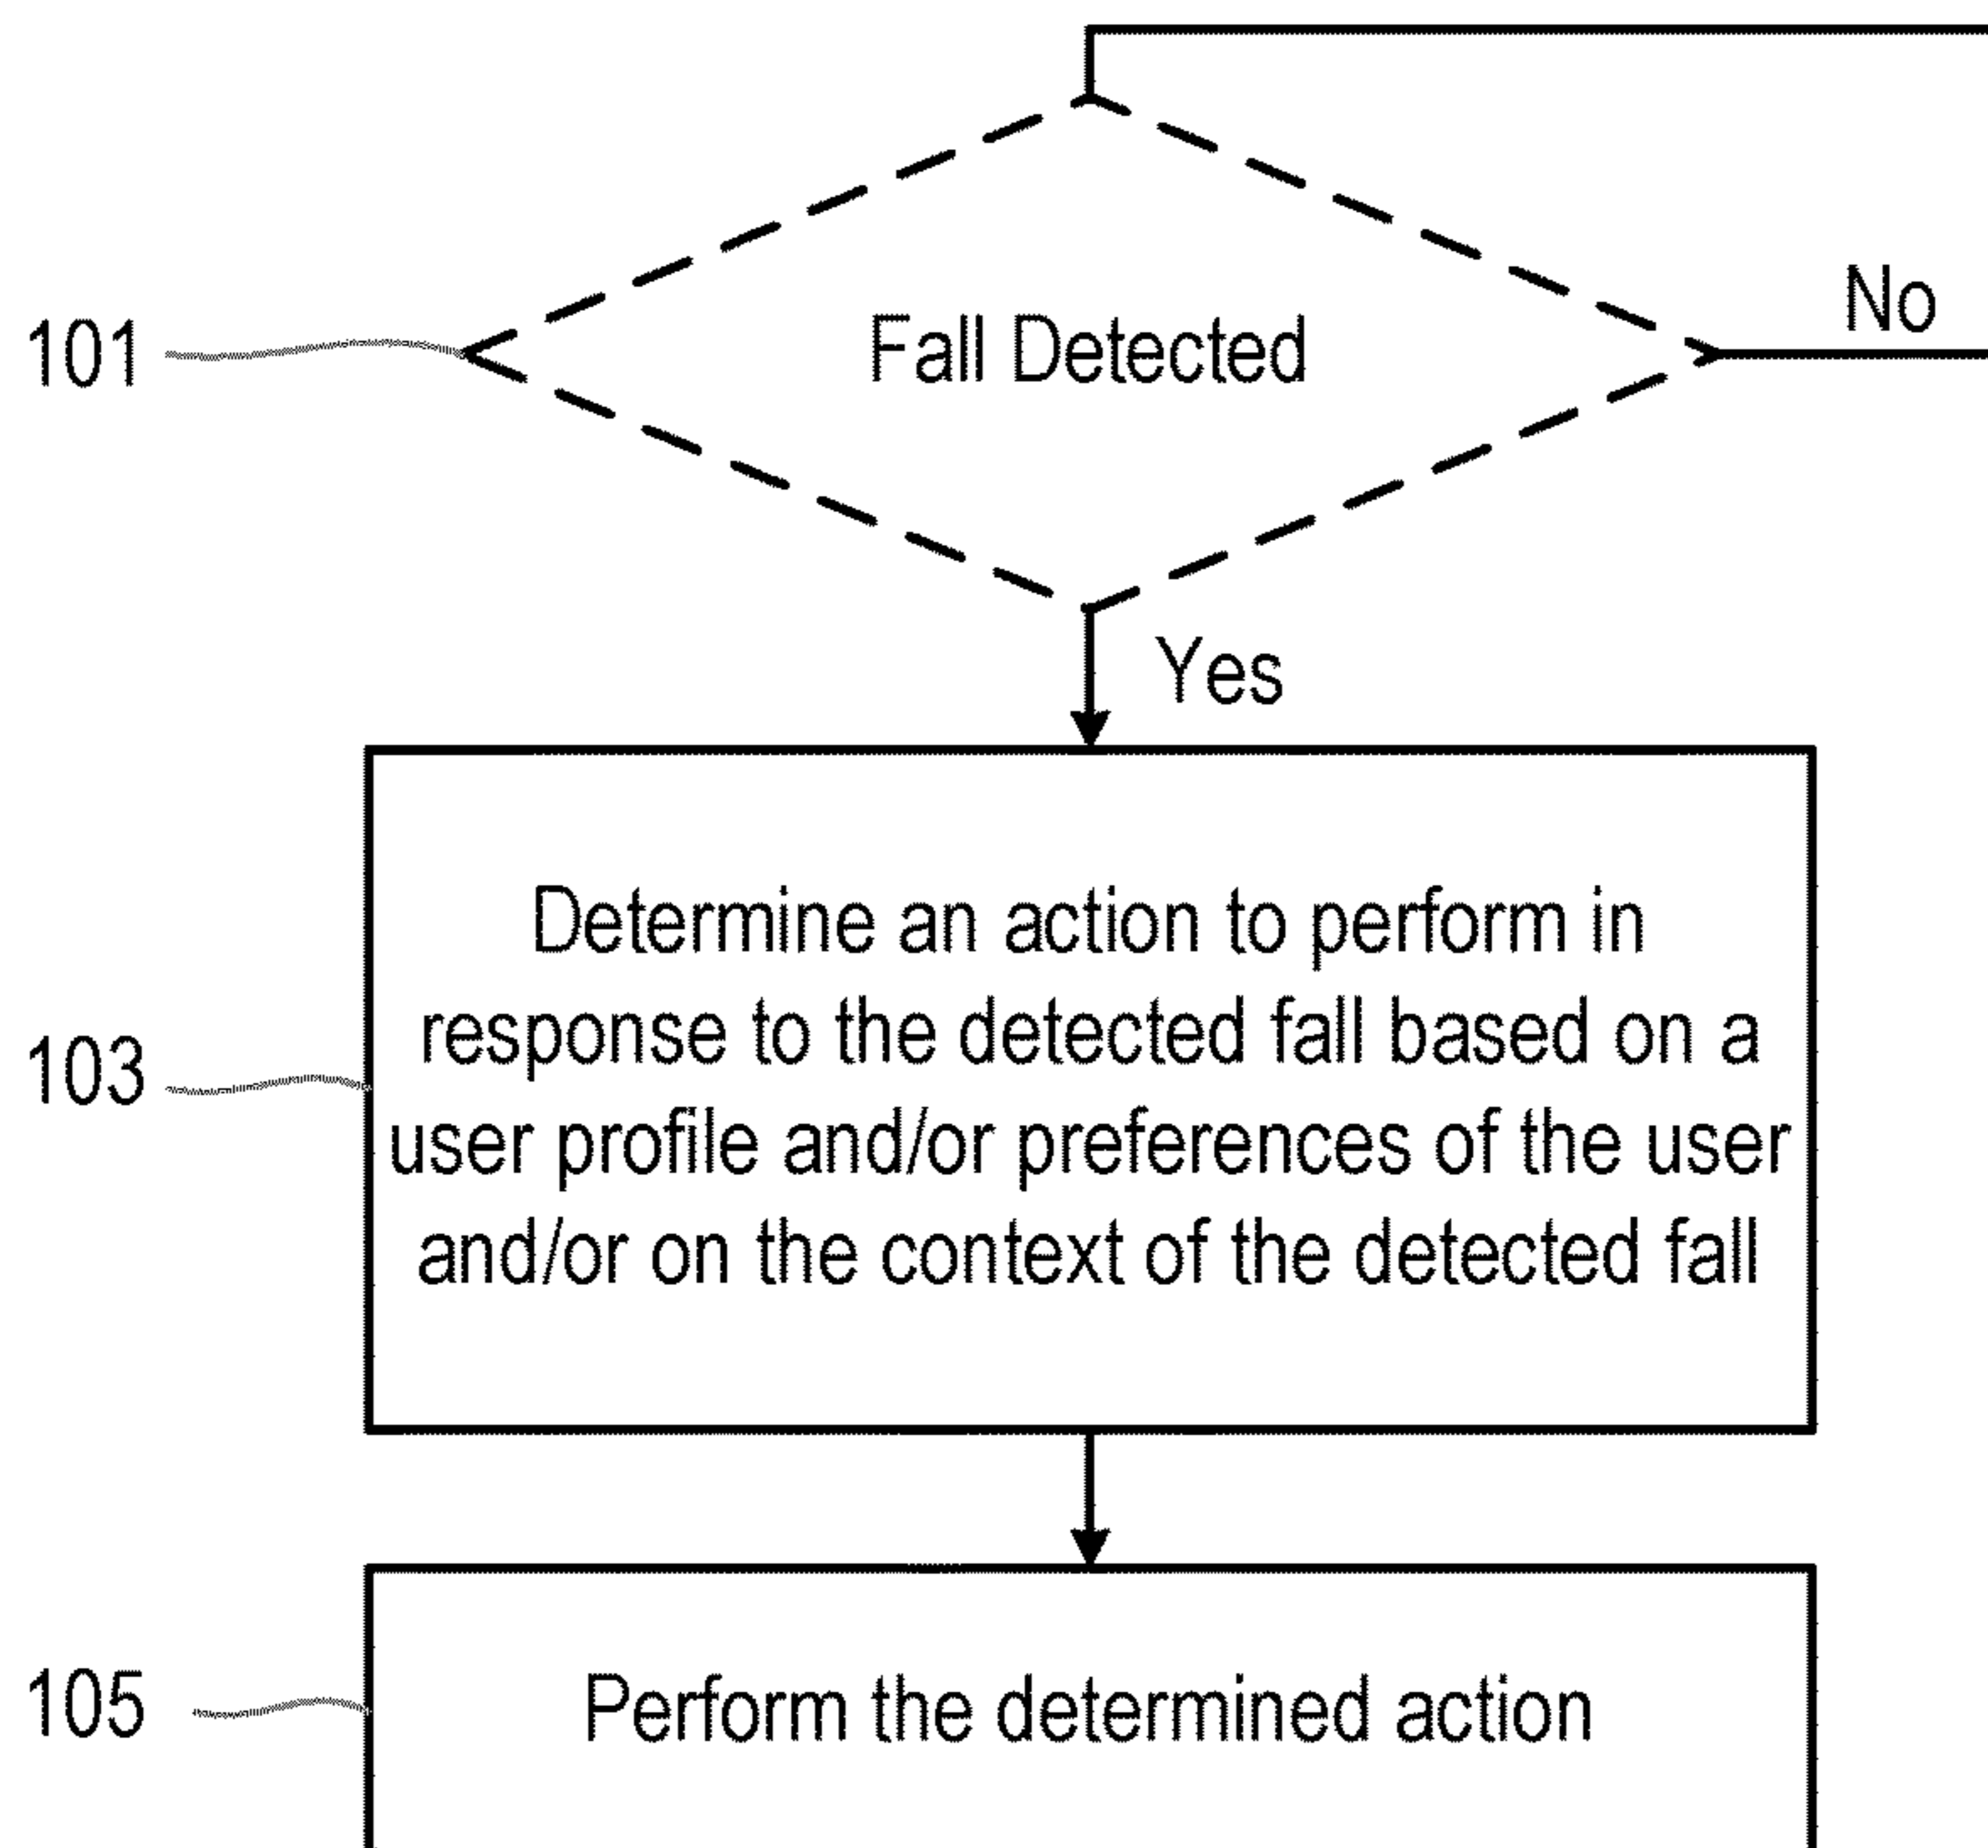 No
101
Fall Detected
Yes
Determine an action to perform in
response to the detected fall based on a
103
user profile and/or preferences of the user
and/or on the context of the detected fall
105
Perform the determined action